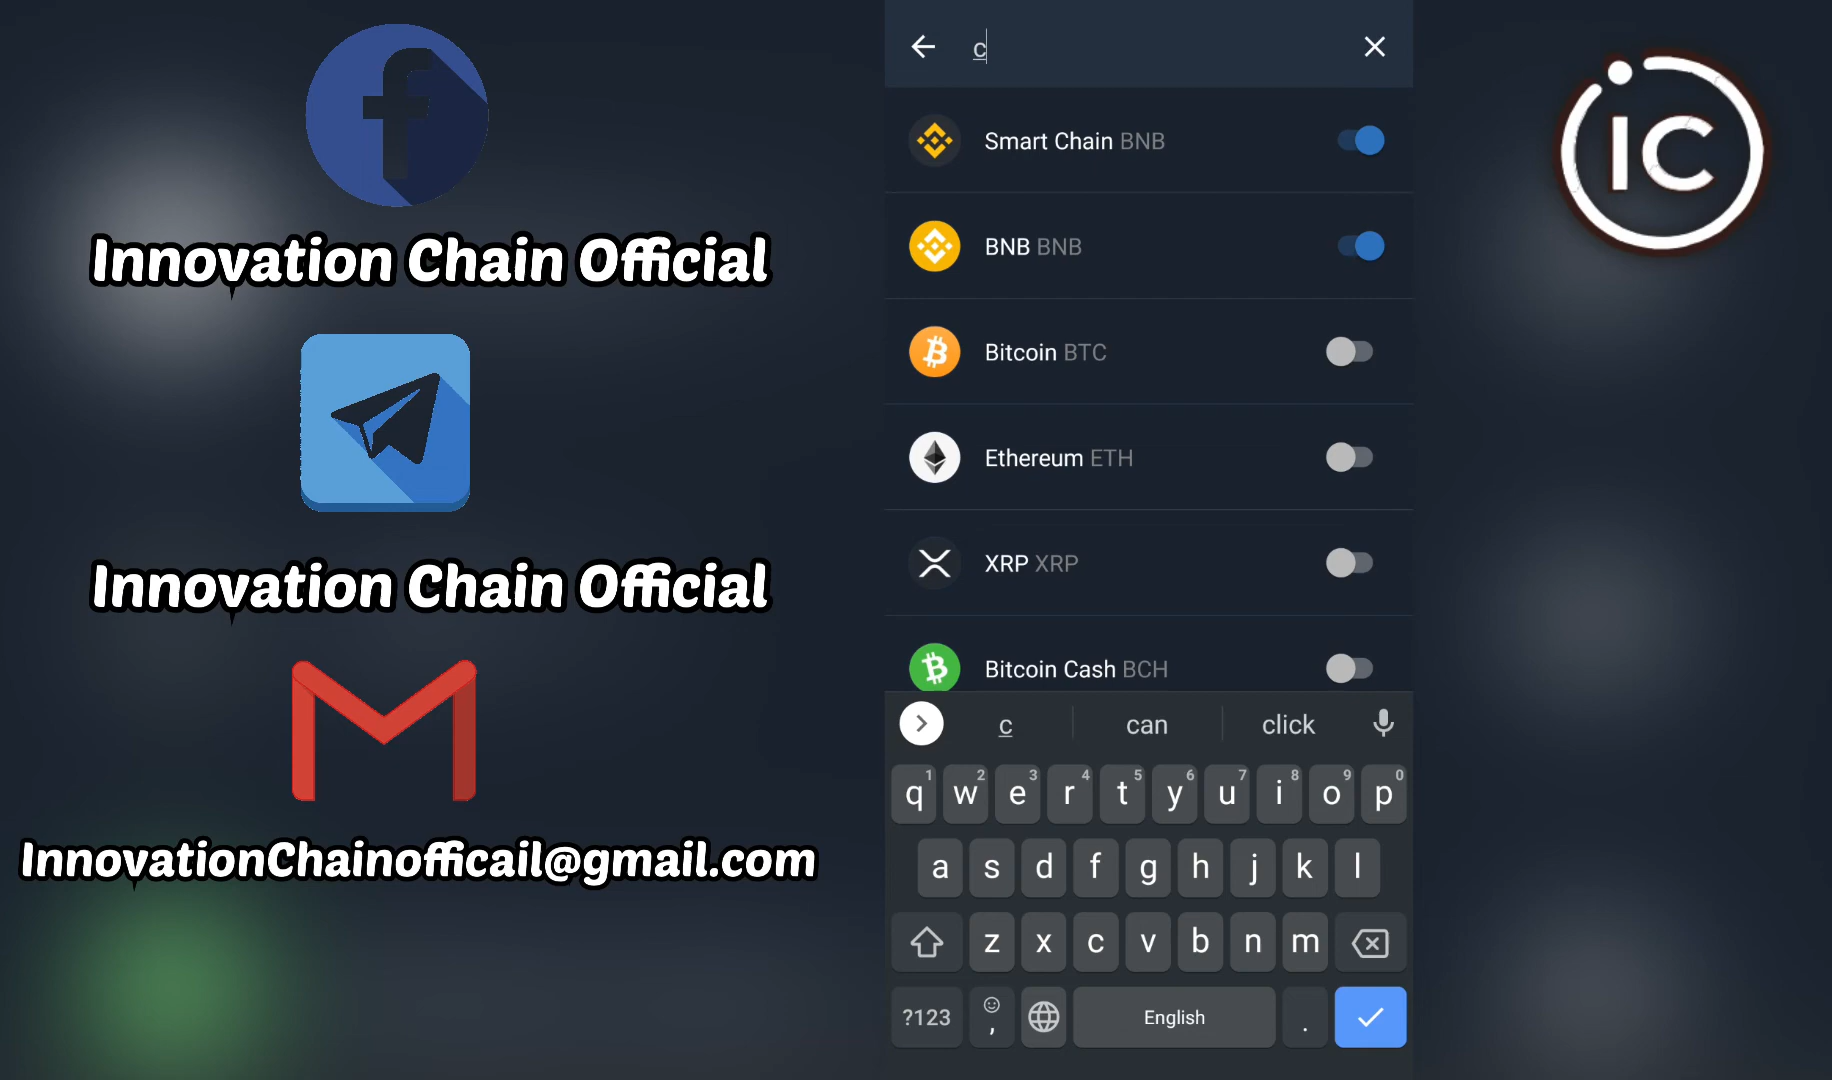 Innovation Chain Official
Innovation Chain Official
InnovationChainofficail@gmail.com
c
Smart Chain BNB
BNB BNB
Bitcoin BTC
Ethereum ETH
XRP XRP
Bitcoin Cash BCH
c can click
1 2 3 4 5 6 7 8 9 0
q w e r t y u i o p
a s d f g h j k l
z x c v b n m
?123 , English .
IC